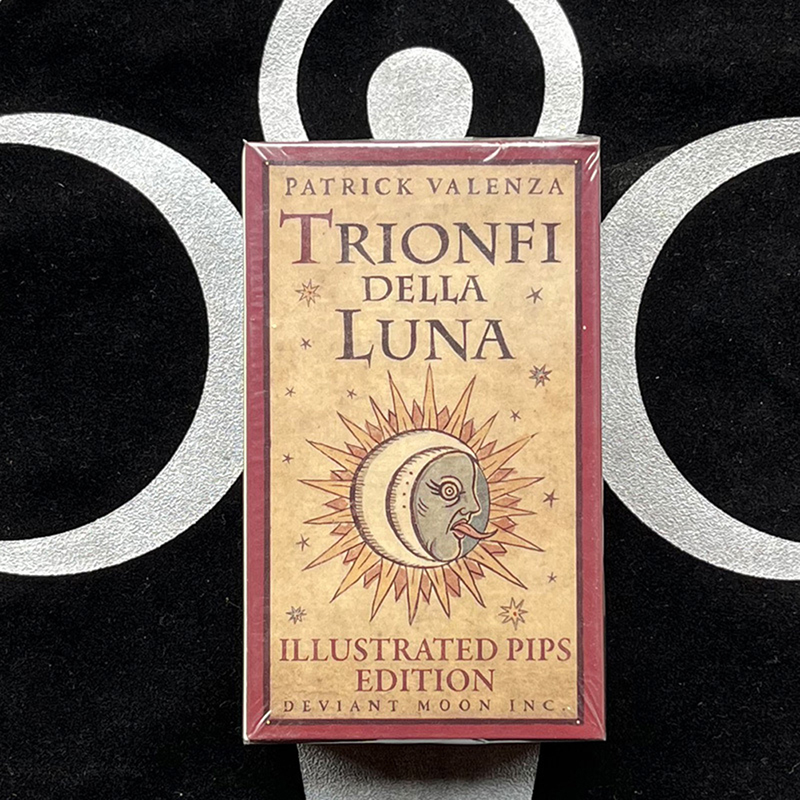 PATRICK VALENZA
TRIONFI
DELLA
LUNA
ILLUSTRATED PIPS
EDITION
DEVIANT MOON INC.